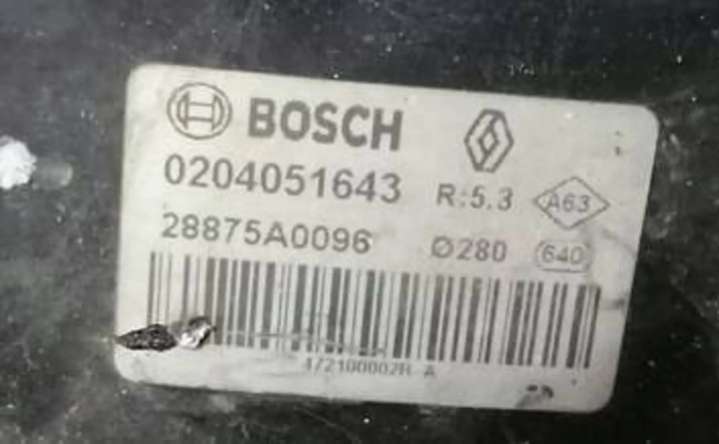 BOSCH
0204051643 R:5.3 A63
28875A0096 Ø280 640
472100002R A